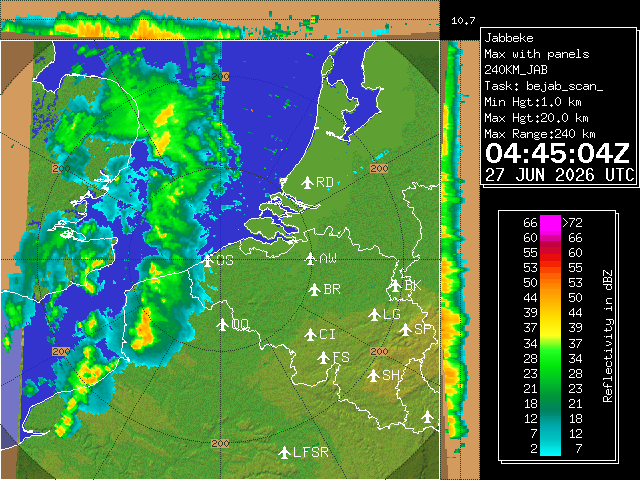 10.7
Jabbeke
Max with panels
240KM_JAB
Task: bejab_scan_
Min Hgt:1.0 km
Max Hgt:20.0 km
Max Range:240 km
04:45:04Z
27 JUN 2026 UTC
200
200
200
RD
OS
AW
BR
BK
LG
QO
CI
SP
FS
200
200
SH
200
LFSR
66 >72
60 66
55 60
53 55
50 53
44 50
39 44
37 39
34 37
28 34
24 28
21 24
18 21
12 18
7 12
2 7
Reflectivity in dBZ